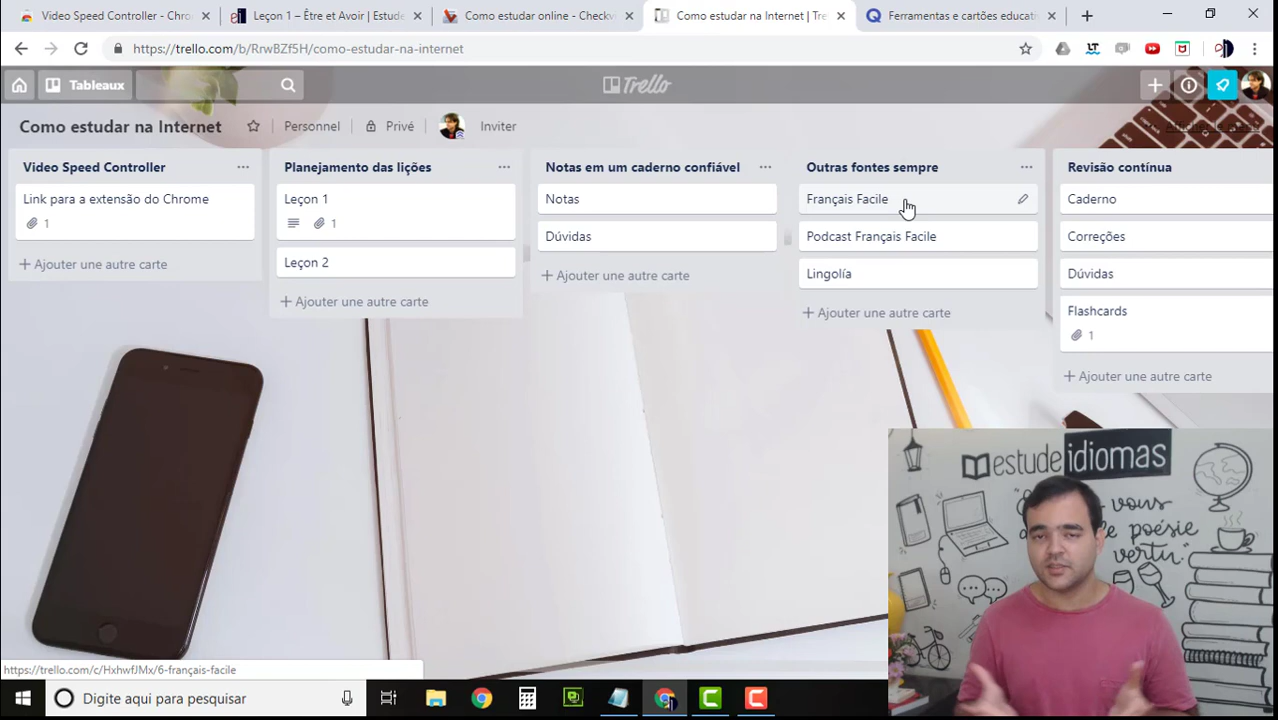 Video Speed Controller - Chro
Leçon 1 – Être et Avoir | Estude
Como estudar online - Checkv
Como estudar na Internet | Tre
Ferramentas e cartões educat
https://trello.com/b/RrwBZf5H/como-estudar-na-internet
Tableaux
Trello
Como estudar na Internet
Personnel
Privé
Inviter
Video Speed Controller
Link para a extensão do Chrome
1
+ Ajouter une autre carte
Planejamento das lições
Leçon 1
1
Leçon 2
+ Ajouter une autre carte
Notas em um caderno confiável
Notas
Dúvidas
+ Ajouter une autre carte
Outras fontes sempre
Français Facile
Podcast Français Facile
Lingolía
+ Ajouter une autre carte
Revisão contínua
Caderno
Correções
Dúvidas
Flashcards
1
+ Ajouter une autre carte
estudeidiomas
vous
poésie
vertu."
https://trello.com/c/HxhwfJMx/6-français-facile
Digite aqui para pesquisar